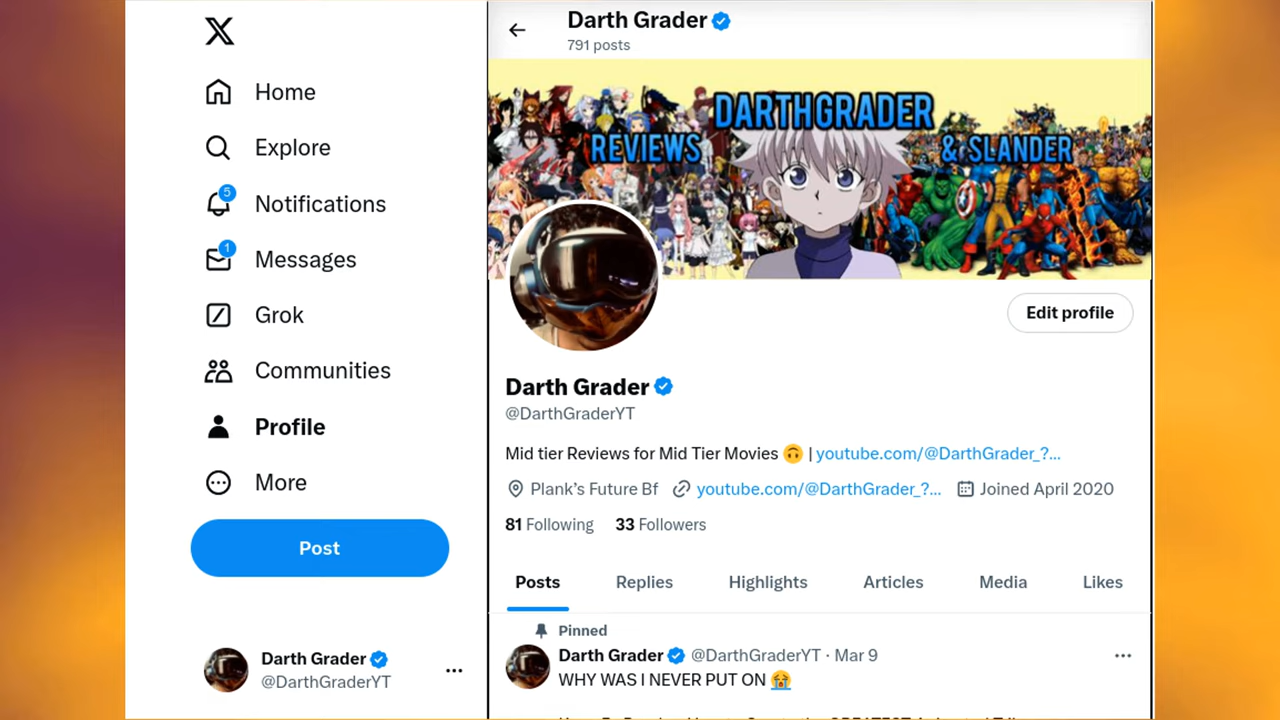 Darth Grader
791 posts
DARTHGRADER
REVIEWS & SLANDER
Home
Explore
5
Notifications
1
Messages
Grok
Communities
Profile
More
Post
Darth Grader
@DarthGraderYT
Edit profile
Darth Grader
@DarthGraderYT
Mid tier Reviews for Mid Tier Movies 🙃 | youtube.com/@DarthGrader_?...
Plank’s Future Bf youtube.com/@DarthGrader_?... Joined April 2020
81 Following 33 Followers
Posts Replies Highlights Articles Media Likes
Pinned
Darth Grader @DarthGraderYT · Mar 9
WHY WAS I NEVER PUT ON 😭